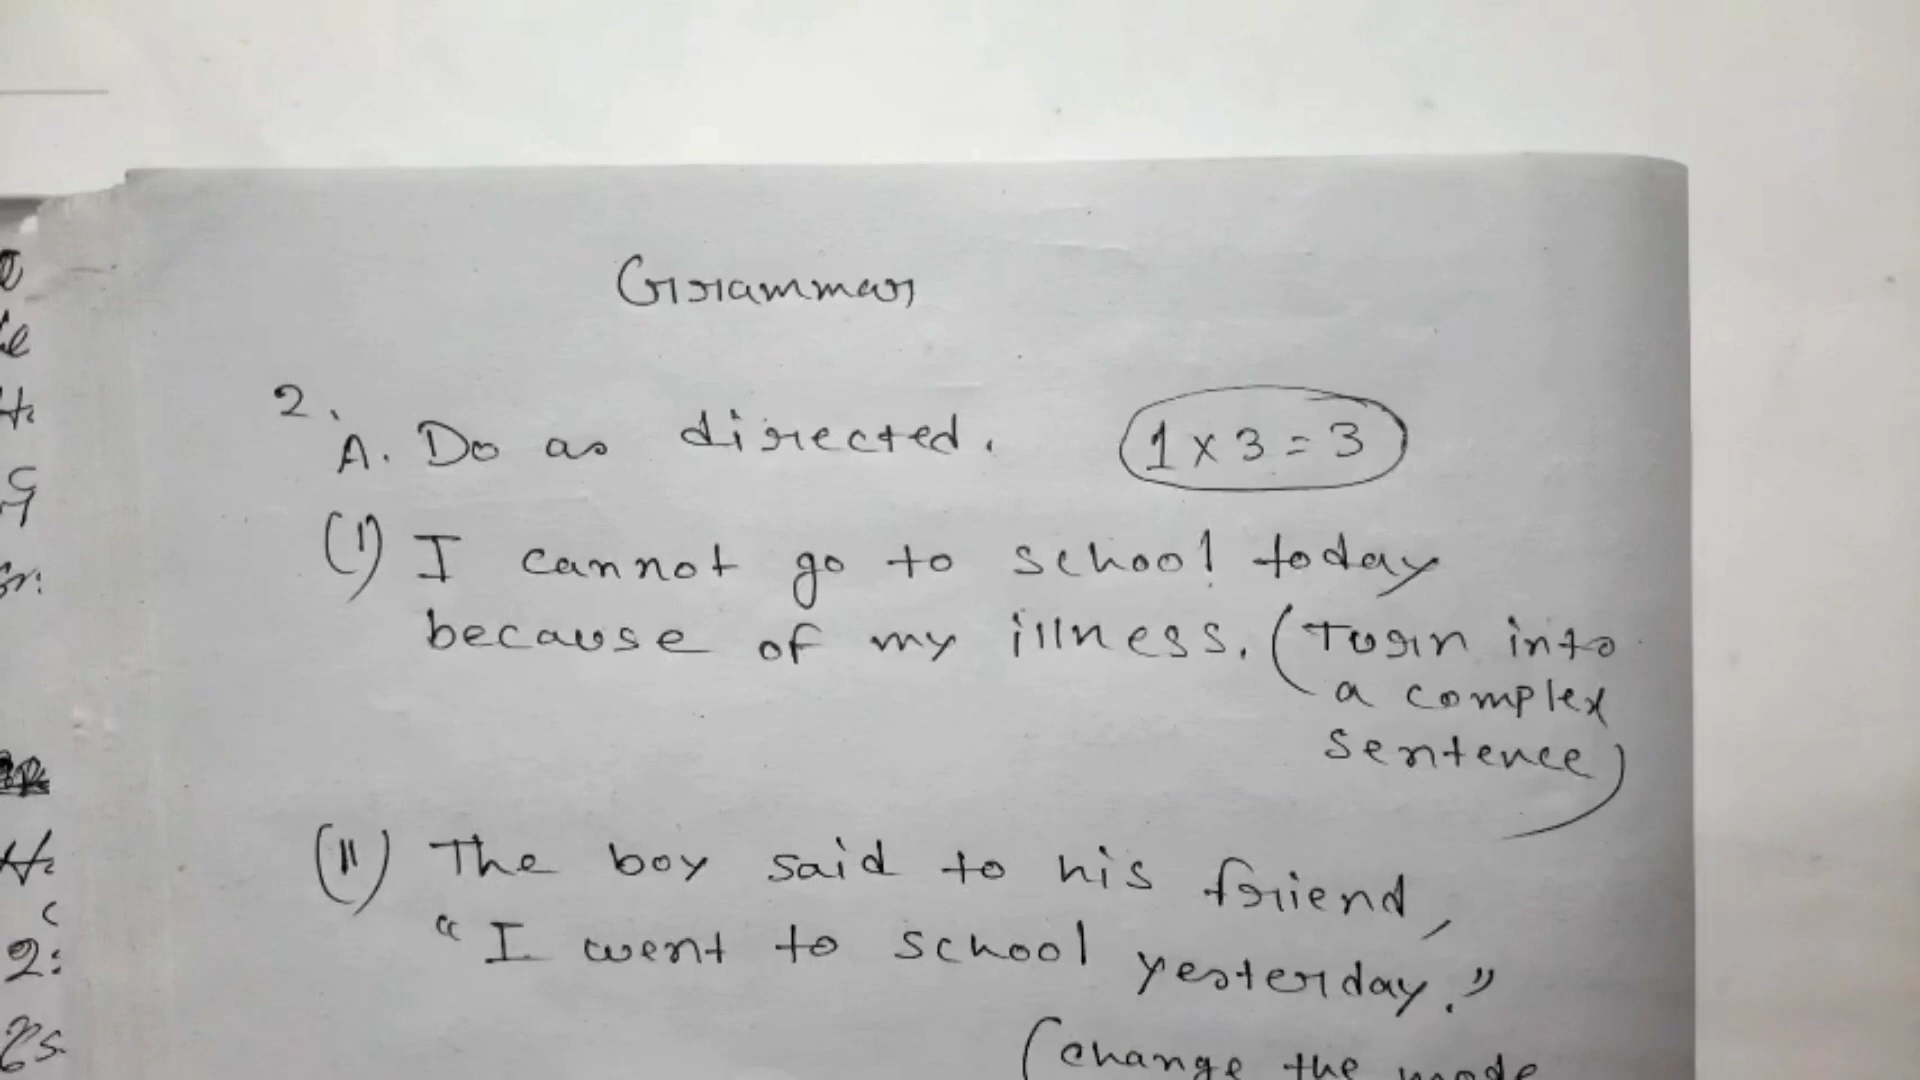 Grammar
2.
A. Do as directed. 1 x 3 = 3
(i) I cannot go to school today
because of my illness. (Turn into
a complex
sentence)
(ii) The boy said to his friend,
"I went to school yesterday."
(change the mode